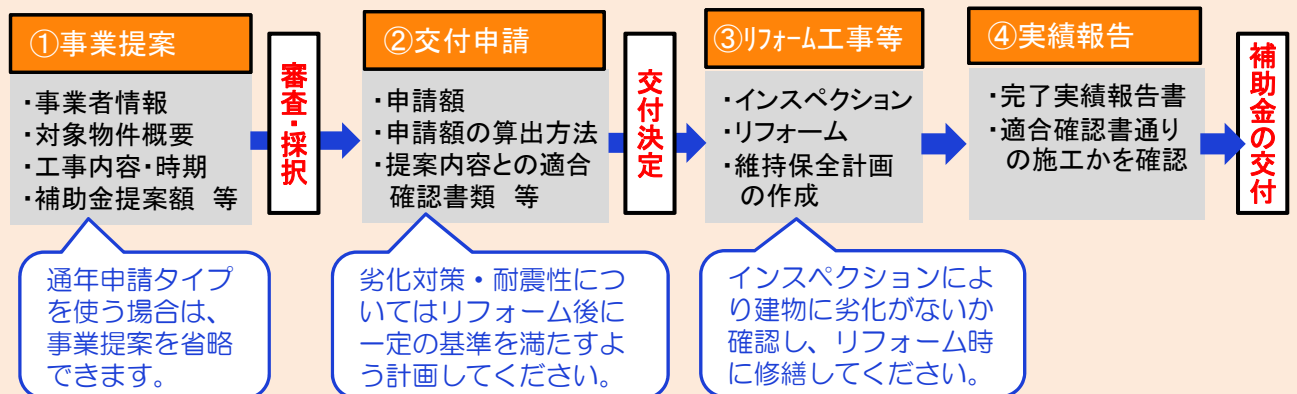 ①事業提案
・事業者情報
・対象物件概要
・工事内容・時期
・補助金提案額 等
通年申請タイプ
を使う場合は、
事業提案を省略
できます。
審査・採択
②交付申請
・申請額
・申請額の算出方法
・提案内容との適合
確認書類 等
劣化対策・耐震性につ
いてはリフォーム後に
一定の基準を満たすよ
う計画してください。
交付決定
③リフォーム工事等
・インスペクション
・リフォーム
・維持保全計画
の作成
インスペクションによ
り建物に劣化がないか
確認し、リフォーム時
に修繕してください。
④実績報告
・完了実績報告書
・適合確認書通り
の施工かを確認
補助金の交付